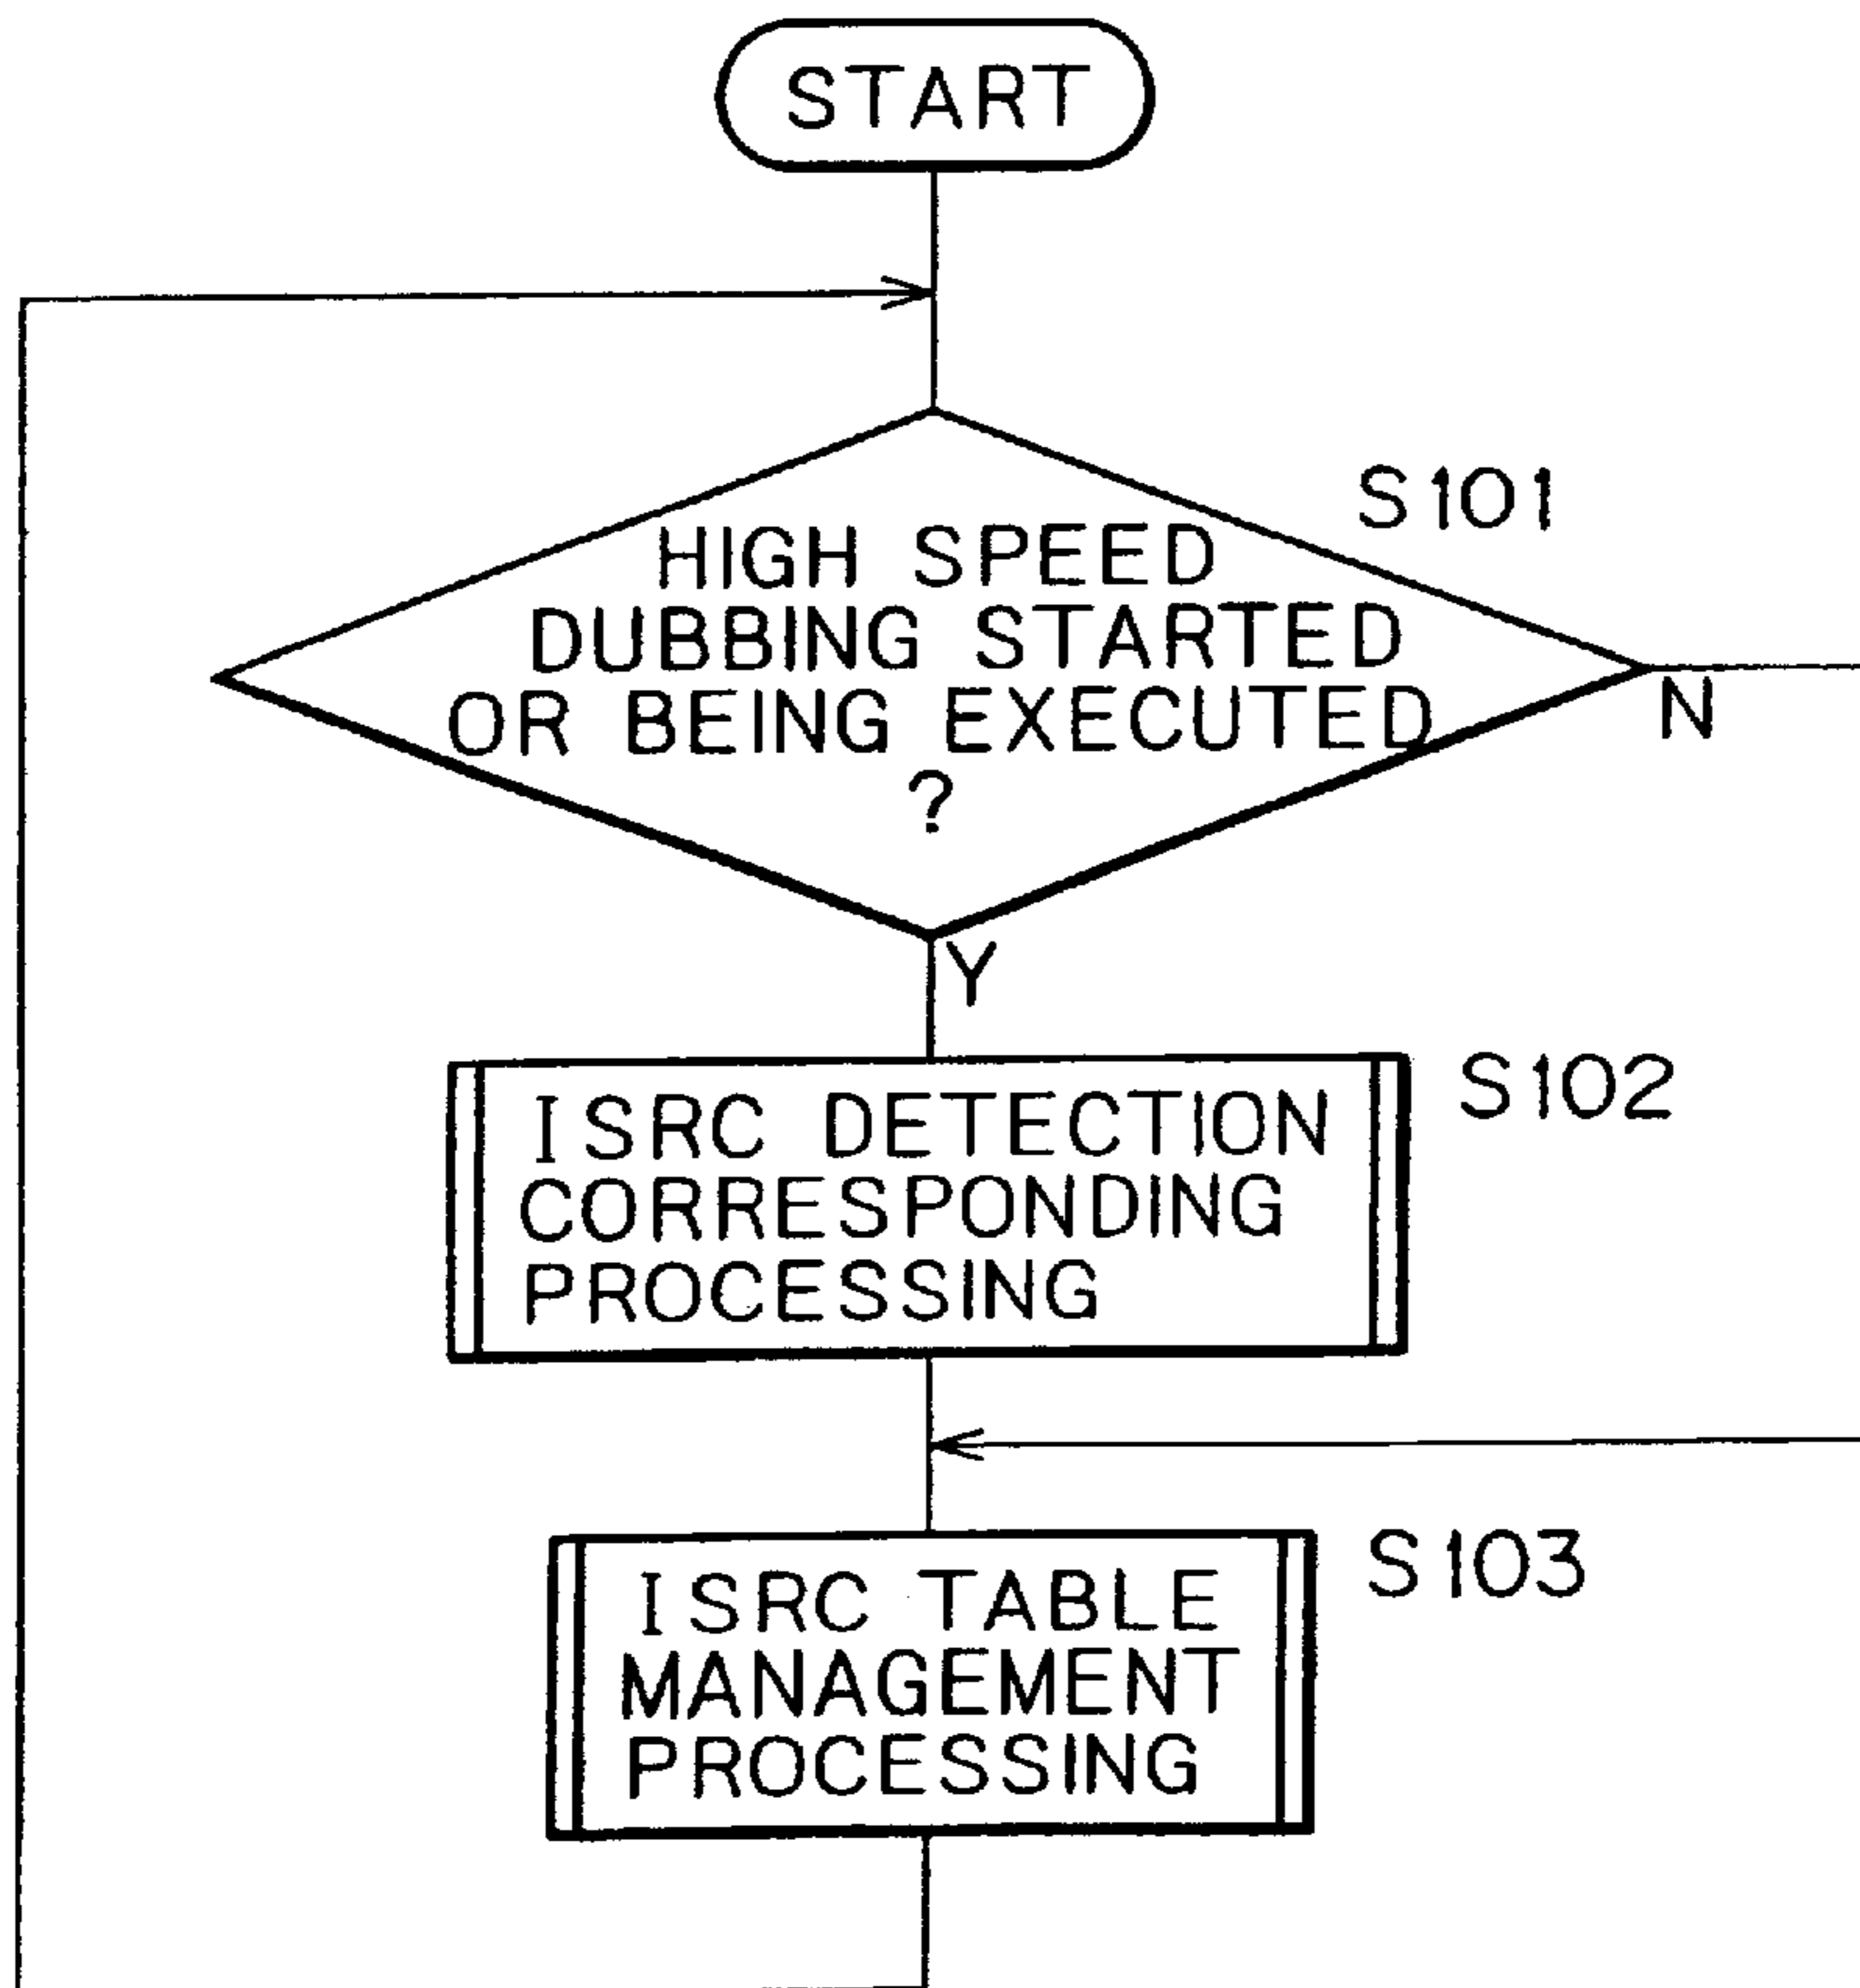 START
S101
HIGH SPEED
DUBBING STARTED
OR BEING EXECUTED
?
N
Y
S102
ISRC DETECTION
CORRESPONDING
PROCESSING
S103
ISRC TABLE
MANAGEMENT
PROCESSING